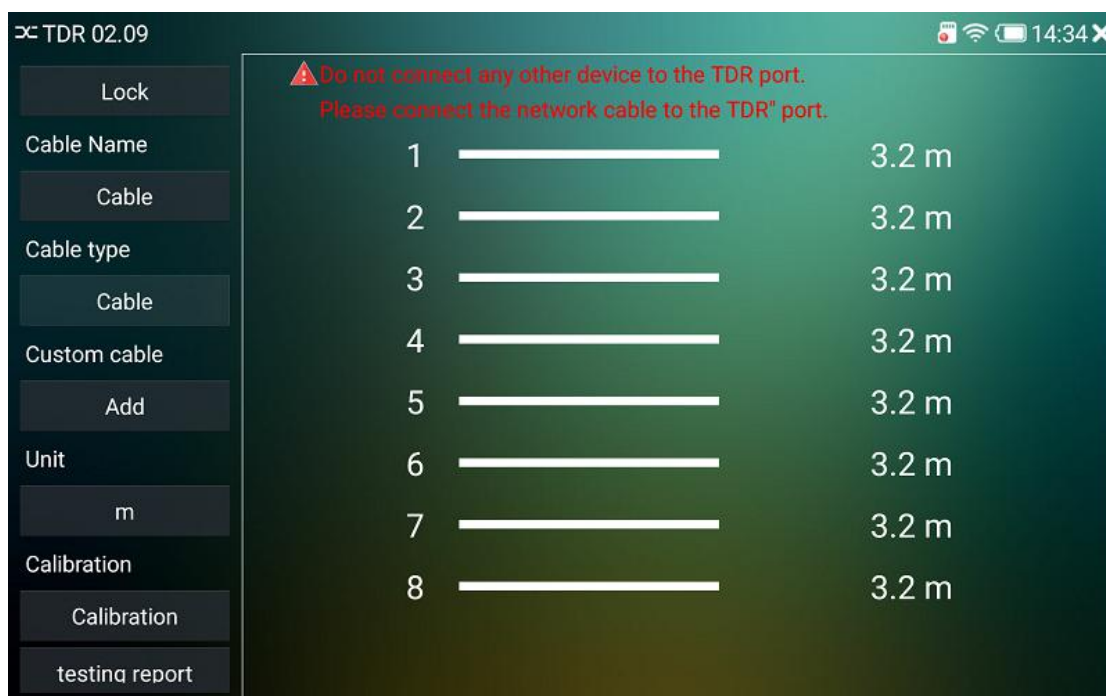 TDR 02.09
14:34
Lock
Cable Name
Cable
Cable type
Cable
Custom cable
Add
Unit
m
Calibration
Calibration
testing report
Do not connect any other device to the TDR port.
Please connect the network cable to the TDR" port.
1 3.2 m
2 3.2 m
3 3.2 m
4 3.2 m
5 3.2 m
6 3.2 m
7 3.2 m
8 3.2 m